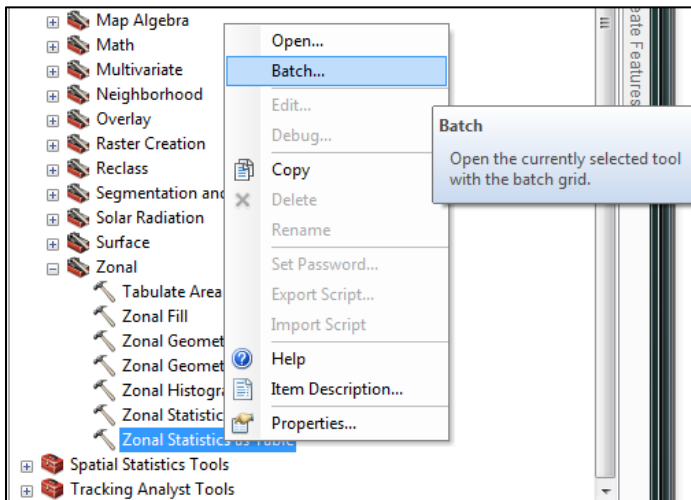 Map Algebra
Math
Multivariate
Neighborhood
Overlay
Raster Creation
Reclass
Segmentation and
Solar Radiation
Surface
Zonal
Tabulate Area
Zonal Fill
Zonal Geomet
Zonal Geomet
Zonal Histogra
Zonal Statistic
Zonal Statistics as Table
Spatial Statistics Tools
Tracking Analyst Tools
Open...
Batch...
Edit...
Debug...
Copy
Delete
Rename
Set Password...
Export Script...
Import Script
Help
Item Description...
Properties...
Batch
Open the currently selected tool
with the batch grid.
eate Features